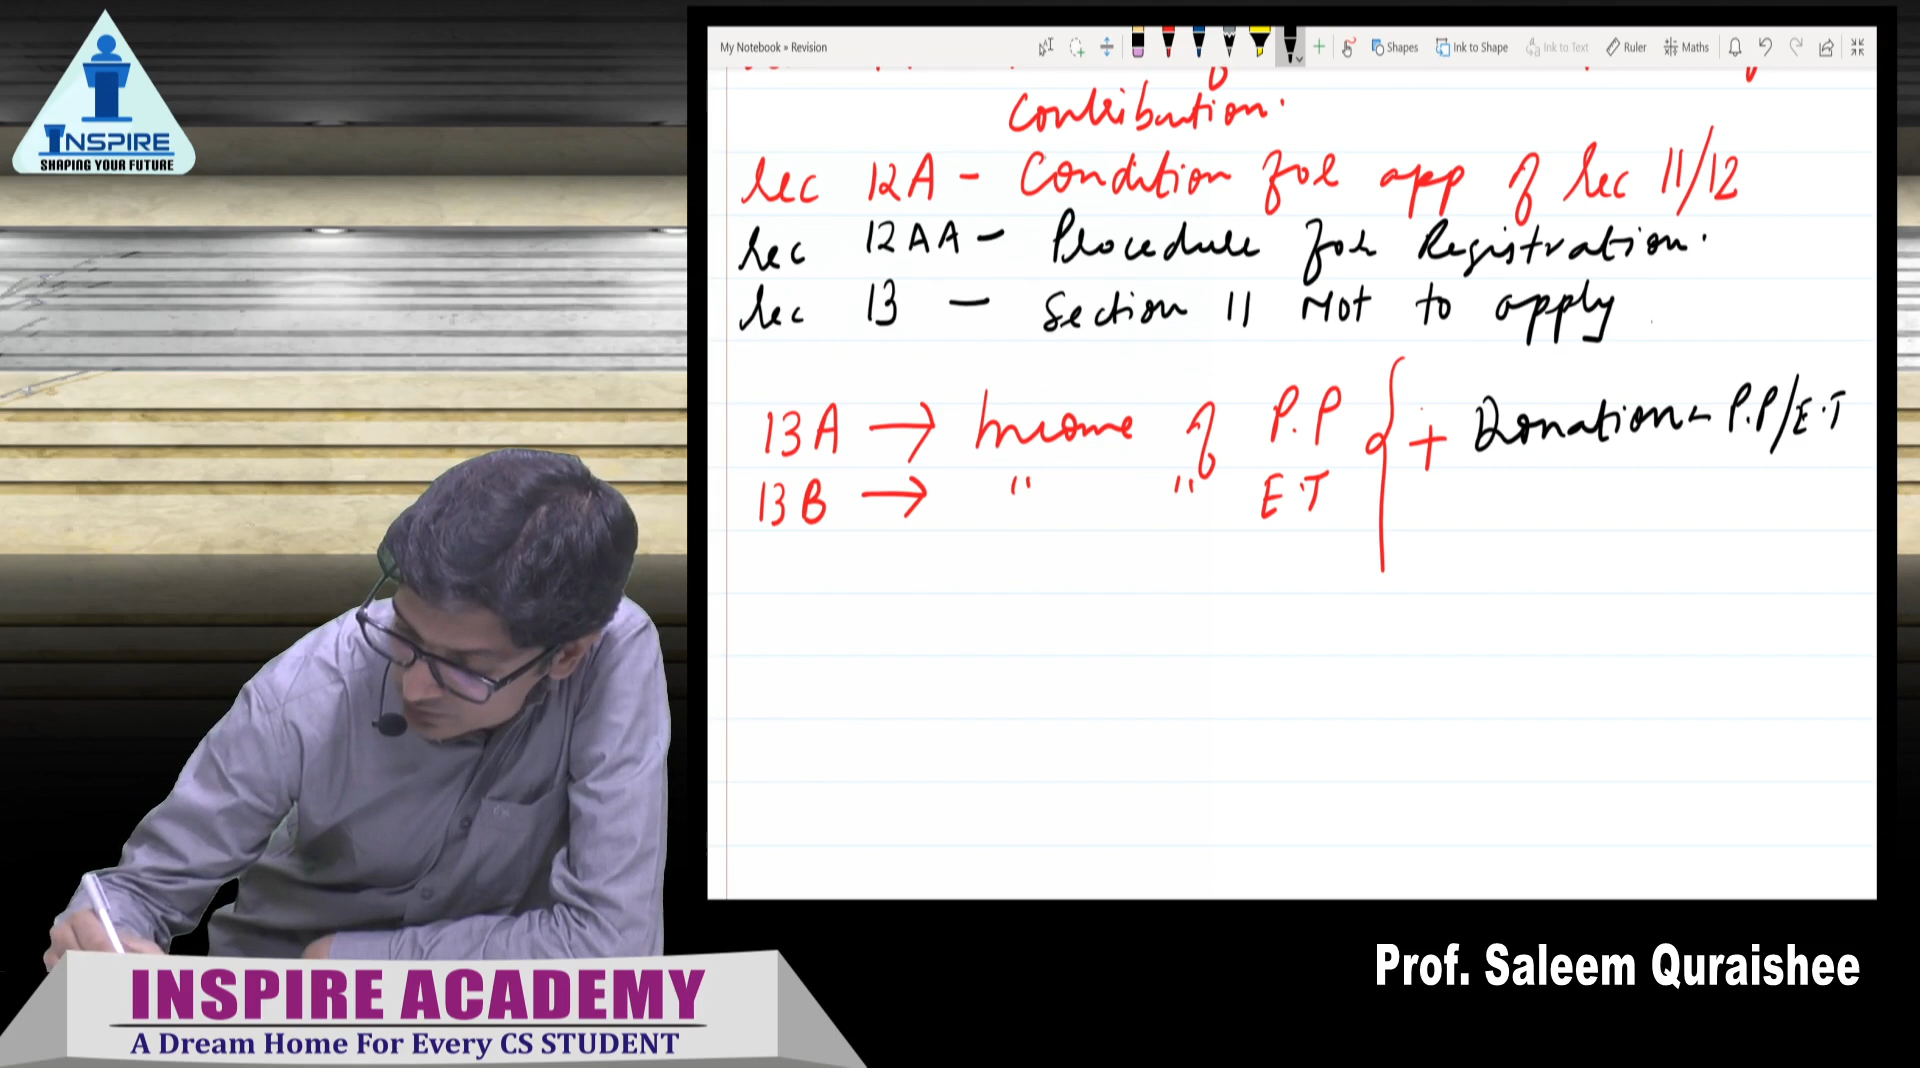 INSPIRE
SHAPING YOUR FUTURE
My Notebook » Revision
Shapes
Ink to Shape
Ink to Text
Ruler
Maths
Contribution.
Sec 12A - Condition for app of Sec 11/12
Sec 12AA - Procedure for Registration.
Sec 13 - Section 11 Not to apply
13A → Income of P.P } + Donation - P.P/E.T
13B → " " E.T
INSPIRE ACADEMY
A Dream Home For Every CS STUDENT
Prof. Saleem Quraishee